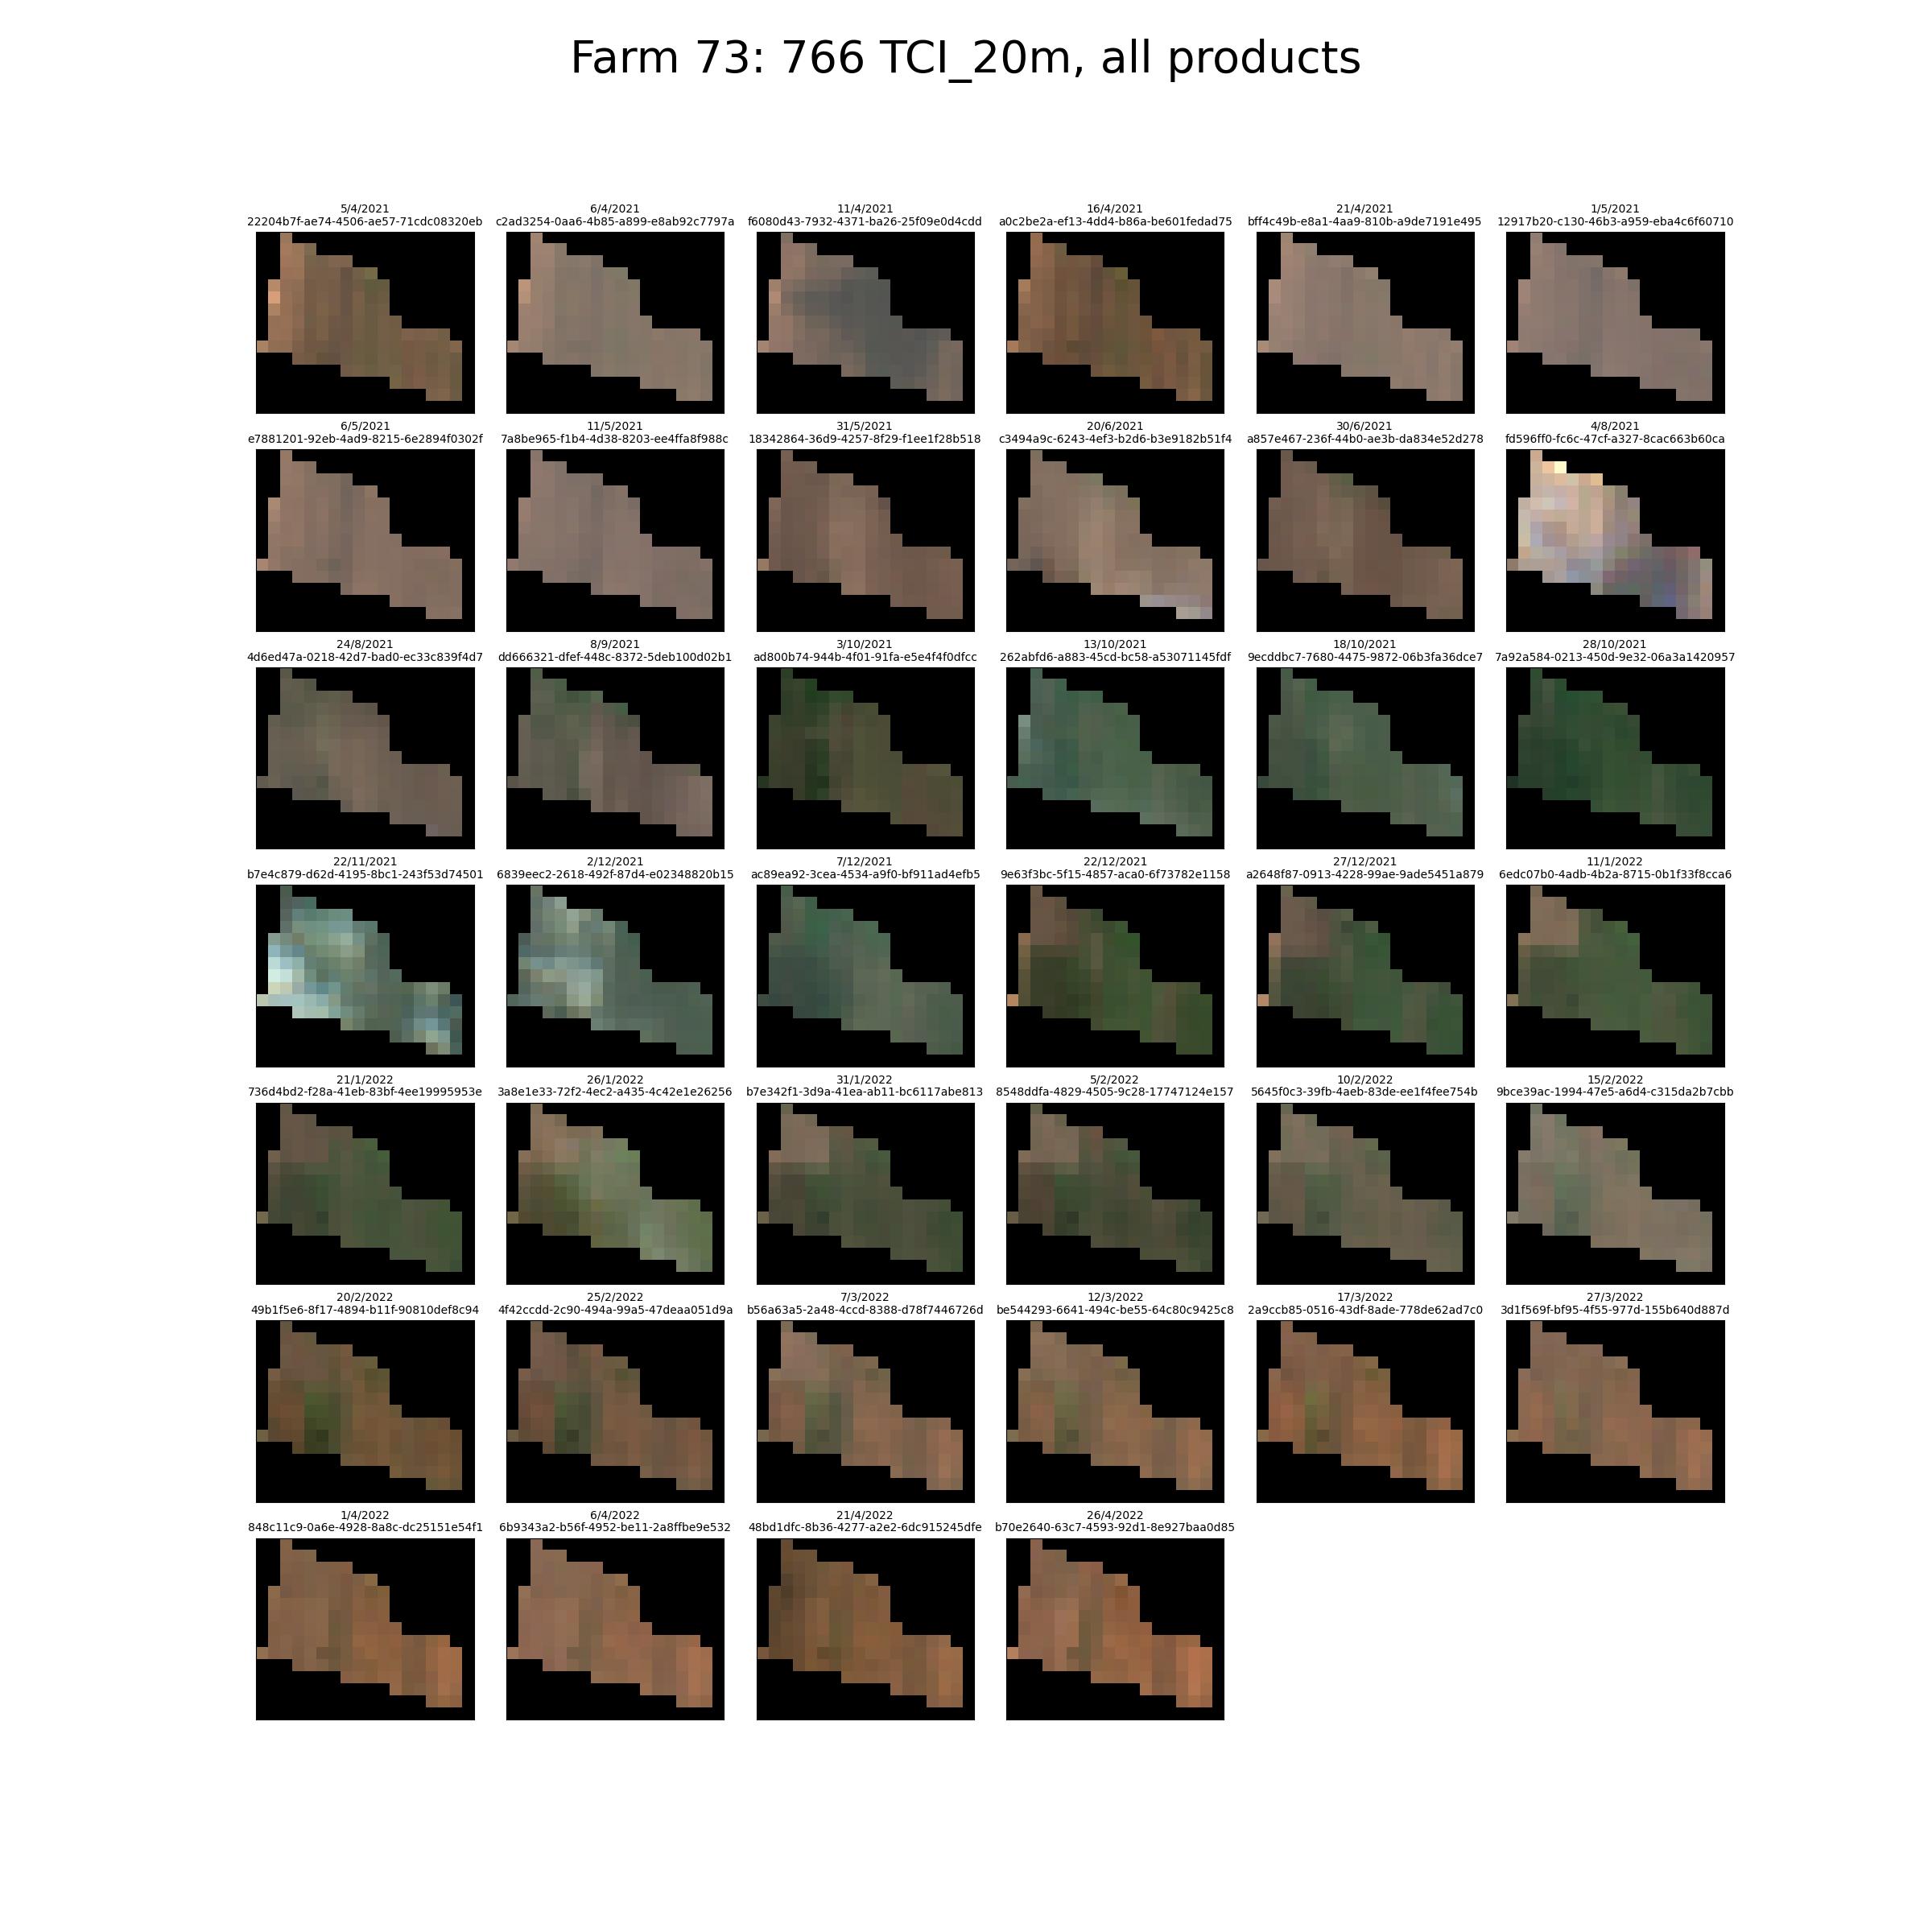 Farm 73: 766 TCI_20m, all products
5/4/2021
22204b7f-ae74-4506-ae57-71cdc08320eb
6/4/2021
c2ad3254-0aa6-4b85-a899-e8ab92c7797a
11/4/2021
f6080d43-7932-4371-ba26-25f09e0d4cdd
16/4/2021
a0c2be2a-ef13-4dd4-b86a-be601fedad75
21/4/2021
bff4c49b-e8a1-4aa9-810b-a9de7191e495
1/5/2021
12917b20-c130-46b3-a959-eba4c6f60710
6/5/2021
e7881201-92eb-4ad9-8215-6e2894f0302f
11/5/2021
7a8be965-f1b4-4d38-8203-ee4ffa8f988c
31/5/2021
18342864-36d9-4257-8f29-f1ee1f28b518
20/6/2021
c3494a9c-6243-4ef3-b2d6-b3e9182b51f4
30/6/2021
a857e467-236f-44b0-ae3b-da834e52d278
4/8/2021
fd596ff0-fc6c-47cf-a327-8cac663b60ca
24/8/2021
4d6ed47a-0218-42d7-bad0-ec33c839f4d7
8/9/2021
dd666321-dfef-448c-8372-5deb100d02b1
3/10/2021
ad800b74-944b-4f01-91fa-e5e4f4f0dfcc
13/10/2021
262abfd6-a883-45cd-bc58-a53071145fdf
18/10/2021
9ecddbc7-7680-4475-9872-06b3fa36dce7
28/10/2021
7a92a584-0213-450d-9e32-06a3a1420957
22/11/2021
b7e4c879-d62d-4195-8bc1-243f53d74501
2/12/2021
6839eec2-2618-492f-87d4-e02348820b15
7/12/2021
ac89ea92-3cea-4534-a9f0-bf911ad4efb5
22/12/2021
9e63f3bc-5f15-4857-aca0-6f73782e1158
27/12/2021
a2648f87-0913-4228-99ae-9ade5451a879
11/1/2022
6edc07b0-4adb-4b2a-8715-0b1f33f8cca6
21/1/2022
736d4bd2-f28a-41eb-83bf-4ee19995953e
26/1/2022
3a8e1e33-72f2-4ec2-a435-4c42e1e26256
31/1/2022
b7e342f1-3d9a-41ea-ab11-bc6117abe813
5/2/2022
8548ddfa-4829-4505-9c28-17747124e157
10/2/2022
5645f0c3-39fb-4aeb-83de-ee1f4fee754b
15/2/2022
9bce39ac-1994-47e5-a6d4-c315da2b7cbb
20/2/2022
49b1f5e6-8f17-4894-b11f-90810def8c94
25/2/2022
4f42ccdd-2c90-494a-99a5-47deaa051d9a
7/3/2022
b56a63a5-2a48-4ccd-8388-d78f7446726d
12/3/2022
be544293-6641-494c-be55-64c80c9425c8
17/3/2022
2a9ccb85-0516-43df-8ade-778de62ad7c0
27/3/2022
3d1f569f-bf95-4f55-977d-155b640d887d
1/4/2022
848c11c9-0a6e-4928-8a8c-dc25151e54f1
6/4/2022
6b9343a2-b56f-4952-be11-2a8ffbe9e532
21/4/2022
48bd1dfc-8b36-4277-a2e2-6dc915245dfe
26/4/2022
b70e2640-63c7-4593-92d1-8e927baa0d85